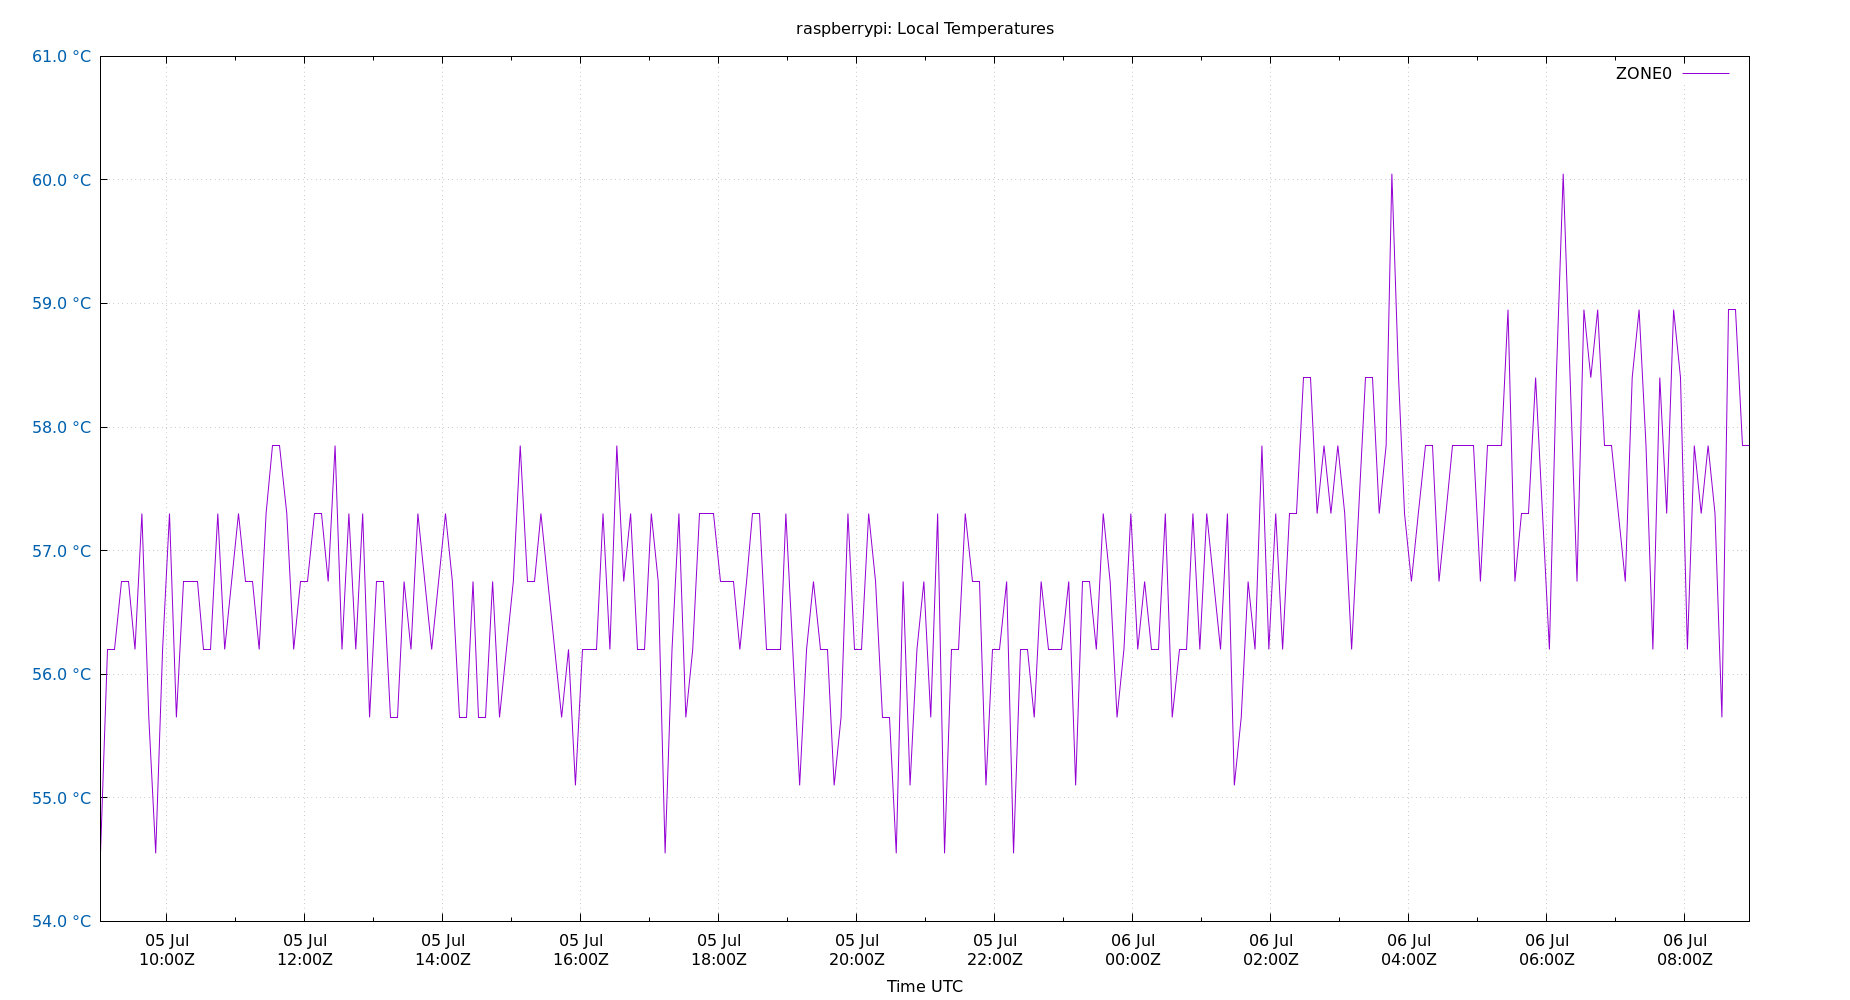 raspberrypi: Local Temperatures
61.0 °C
ZONE0
60.0 °C
59.0 °C
58.0 °C
57.0 °C
56.0 °C
55.0 °C
54.0 °C
05 Jul 05 Jul 05 Jul 05 Jul 05 Jul 05 Jul 05 Jul 06 Jul 06 Jul 06 Jul 06 Jul 06 Jul
10:00Z 12:00Z 14:00Z 16:00Z 18:00Z 20:00Z 22:00Z 00:00Z 02:00Z 04:00Z 06:00Z 08:00Z
Time UTC